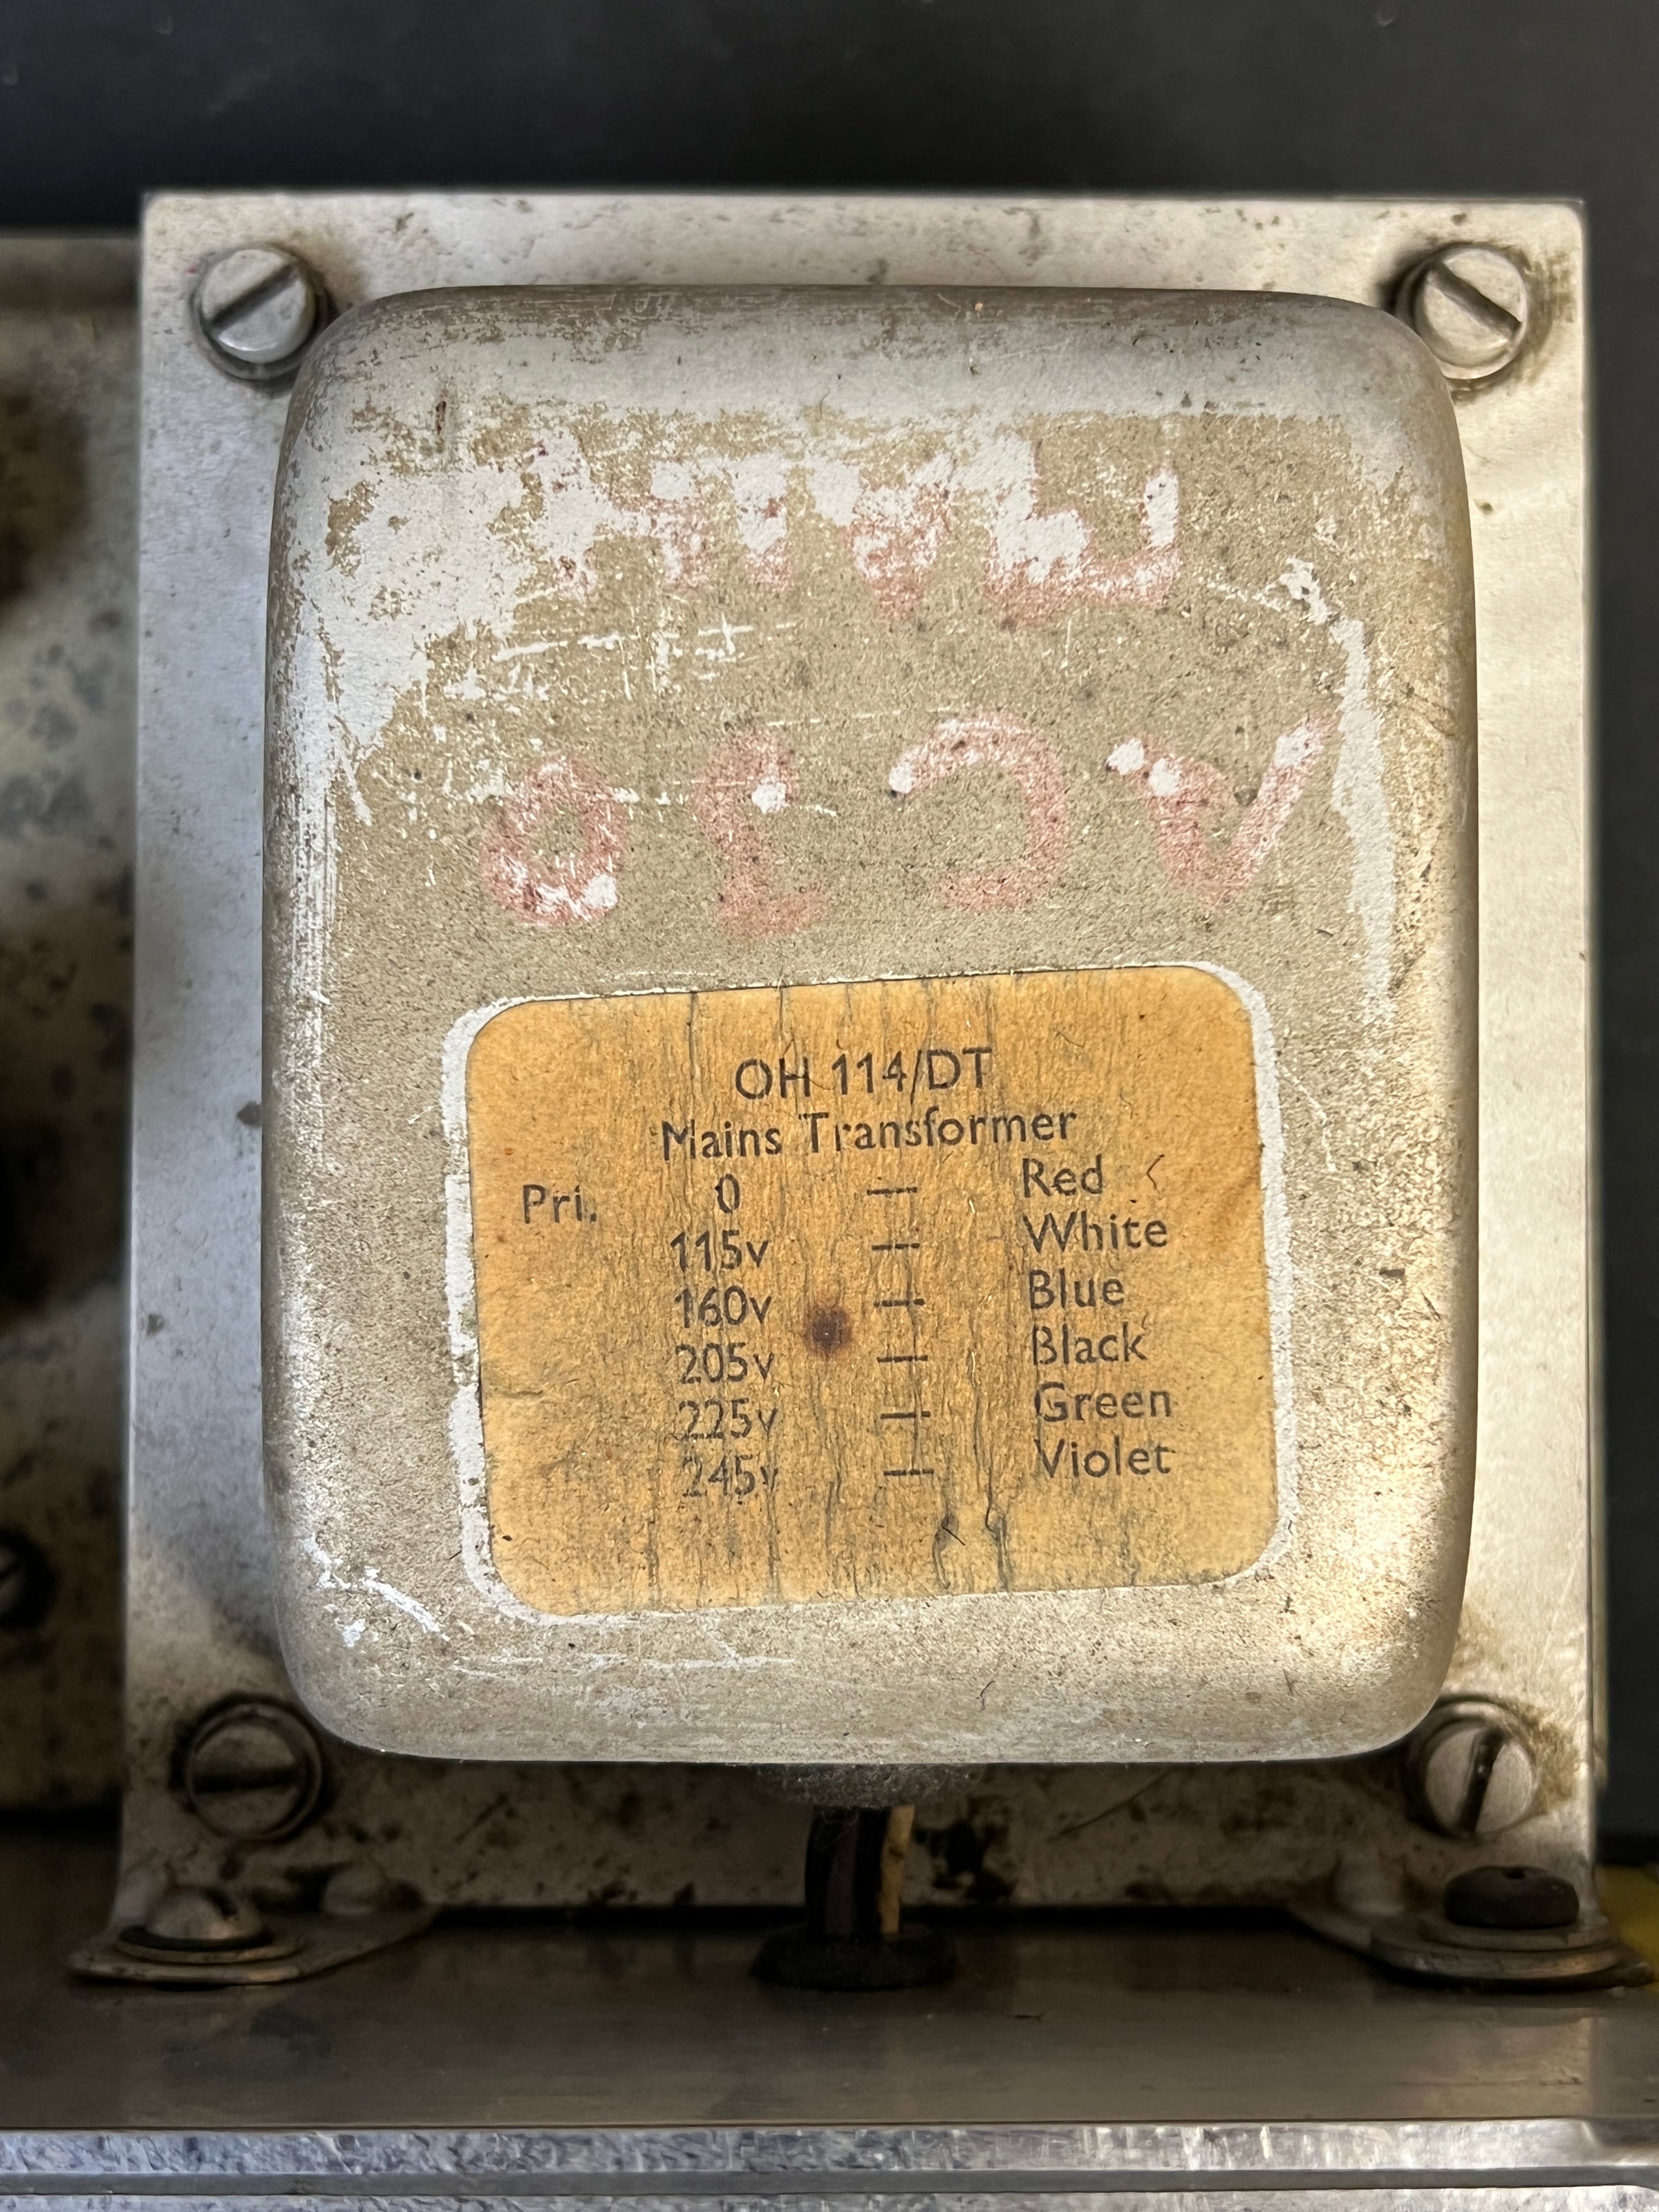 OH 114/DT
Mains Transformer
Pri. 0 — Red
115v — White
160v — Blue
205v — Black
225v — Green
245v — Violet
AC30